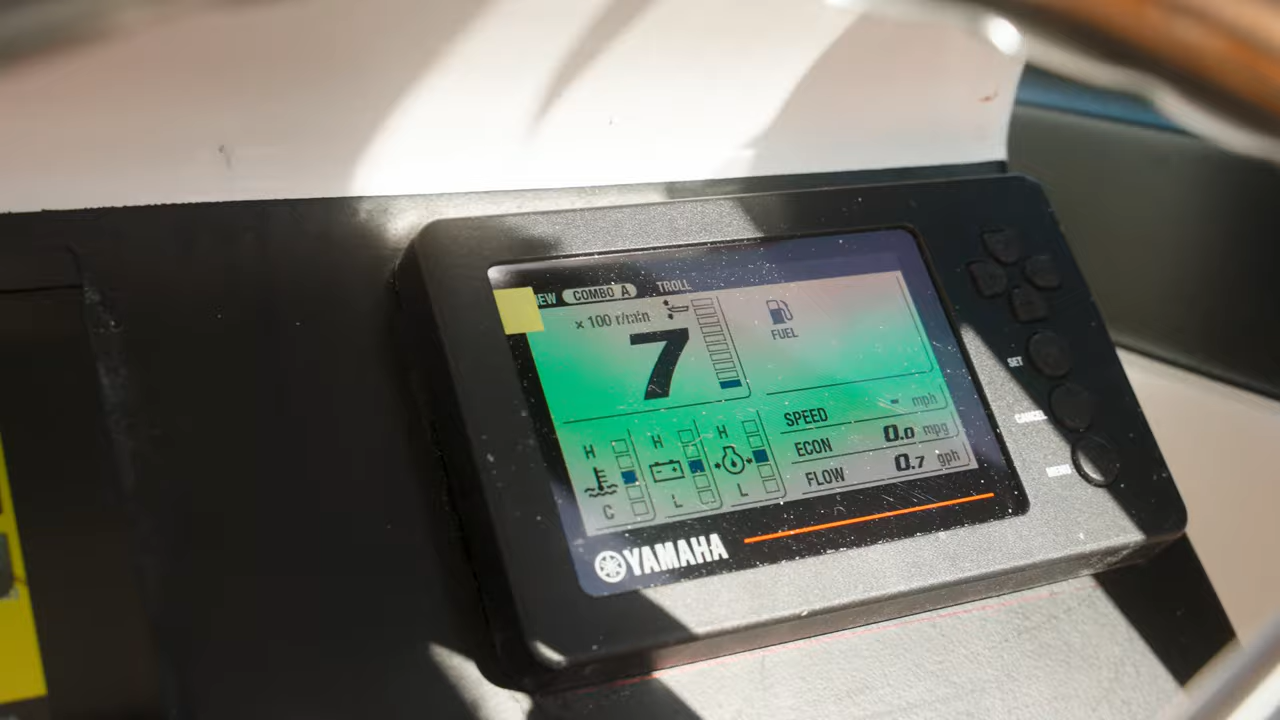 EW COMBO A TROLL
× 100 r/min
7
FUEL
SPEED - mph
ECON 0.0 mpg
FLOW 0.7 gph
H H H
C L L
YAMAHA
SET
CANCEL
MENU